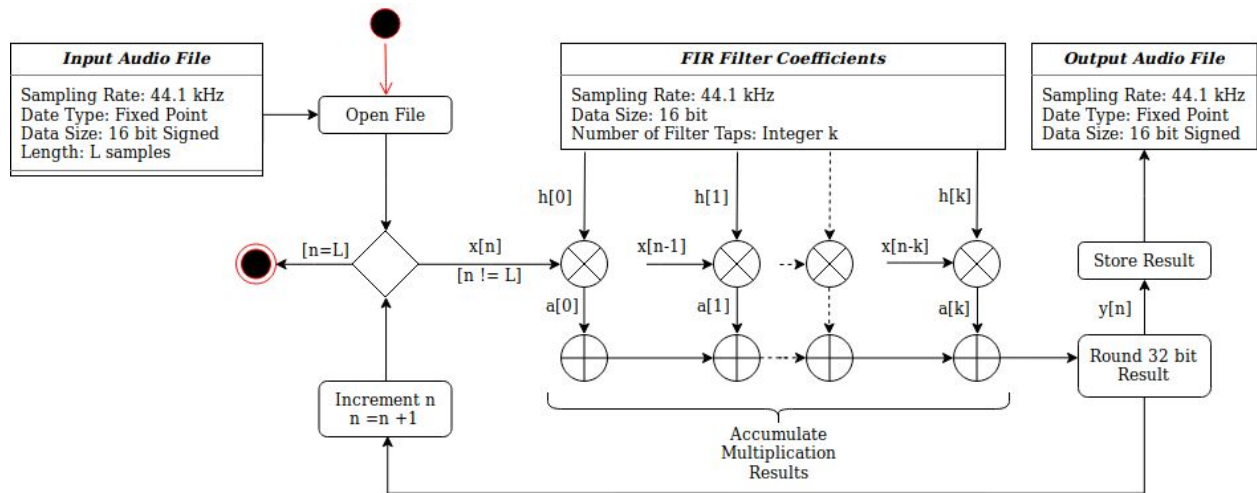 Input Audio File
Sampling Rate: 44.1 kHz
Date Type: Fixed Point
Data Size: 16 bit Signed
Length: L samples
Open File
FIR Filter Coefficients
Sampling Rate: 44.1 kHz
Data Size: 16 bit
Number of Filter Taps: Integer k
Output Audio File
Sampling Rate: 44.1 kHz
Date Type: Fixed Point
Data Size: 16 bit Signed
h[0]
h[1]
h[k]
[n=L]
x[n]
[n != L]
x[n-1]
x[n-k]
Store Result
a[0]
a[1]
a[k]
y[n]
Round 32 bit
Result
Increment n
n =n +1
Accumulate
Multiplication
Results